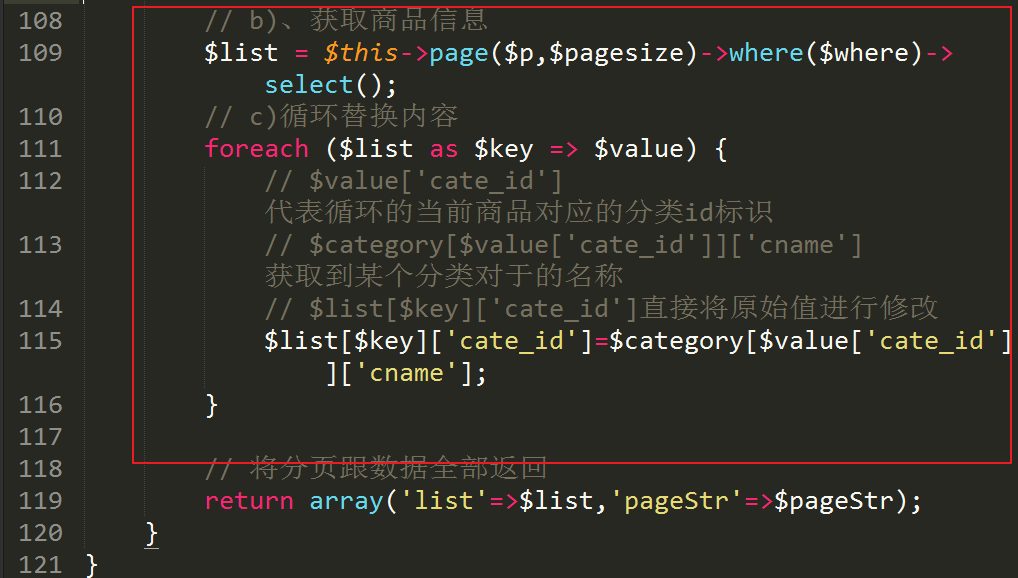 108 // b)、获取商品信息
109 $list = $this->page($p,$pagesize)->where($where)->
select();
110 // c)循环替换内容
111 foreach ($list as $key => $value) {
112 // $value['cate_id']
代表循环的当前商品对应的分类id标识
113 // $category[$value['cate_id']]['cname']
获取到某个分类对于的名称
114 // $list[$key]['cate_id']直接将原始值进行修改
115 $list[$key]['cate_id']=$category[$value['cate_id']
]['cname'];
116 }
117
118 // 将分页跟数据全部返回
119 return array('list'=>$list,'pageStr'=>$pageStr);
120 }
121 }